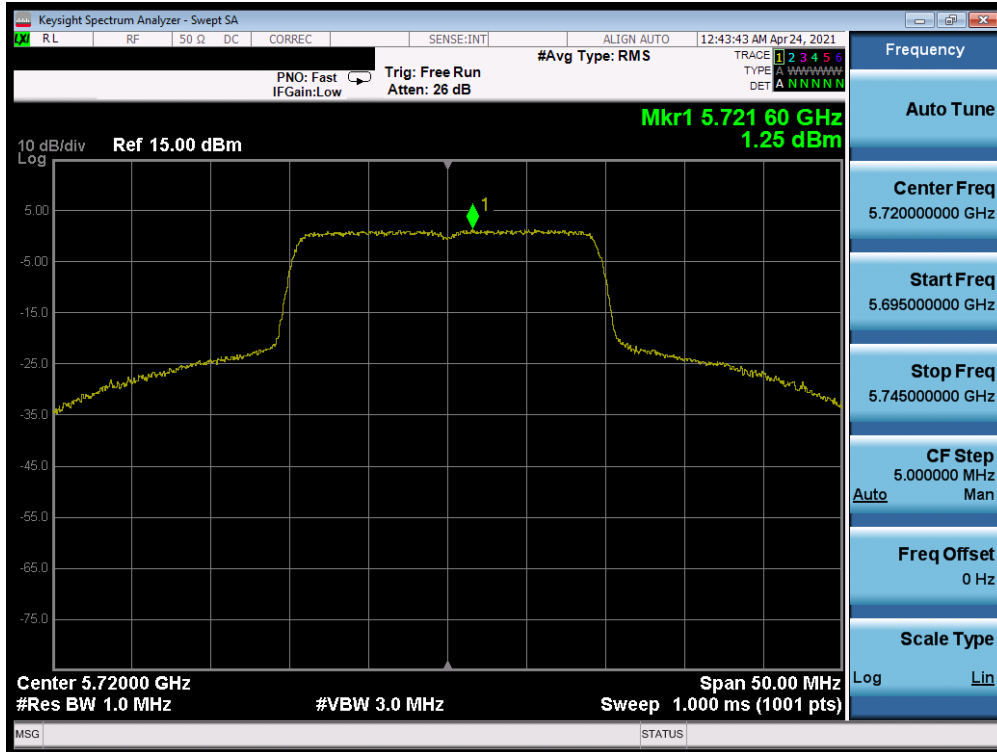 Keysight Spectrum Analyzer - Swept SA
LXI RL RF 50 Ω DC CORREC SENSE:INT ALIGN AUTO 12:43:43 AM Apr 24, 2021
#Avg Type: RMS
TRACE 1 2 3 4 5 6
TYPE A WWWWW
DET A N N N N N
PNO: Fast
IFGain:Low
Trig: Free Run
Atten: 26 dB
Mkr1 5.721 60 GHz
1.25 dBm
10 dB/div
Log
Ref 15.00 dBm
1
5.00
-5.00
-15.0
-25.0
-35.0
-45.0
-55.0
-65.0
-75.0
Center 5.72000 GHz
Span 50.00 MHz
#Res BW 1.0 MHz
#VBW 3.0 MHz
Sweep 1.000 ms (1001 pts)
MSG
STATUS
Frequency
Auto Tune
Center Freq
5.720000000 GHz
Start Freq
5.695000000 GHz
Stop Freq
5.745000000 GHz
CF Step
5.000000 MHz
Auto Man
Freq Offset
0 Hz
Scale Type
Log Lin